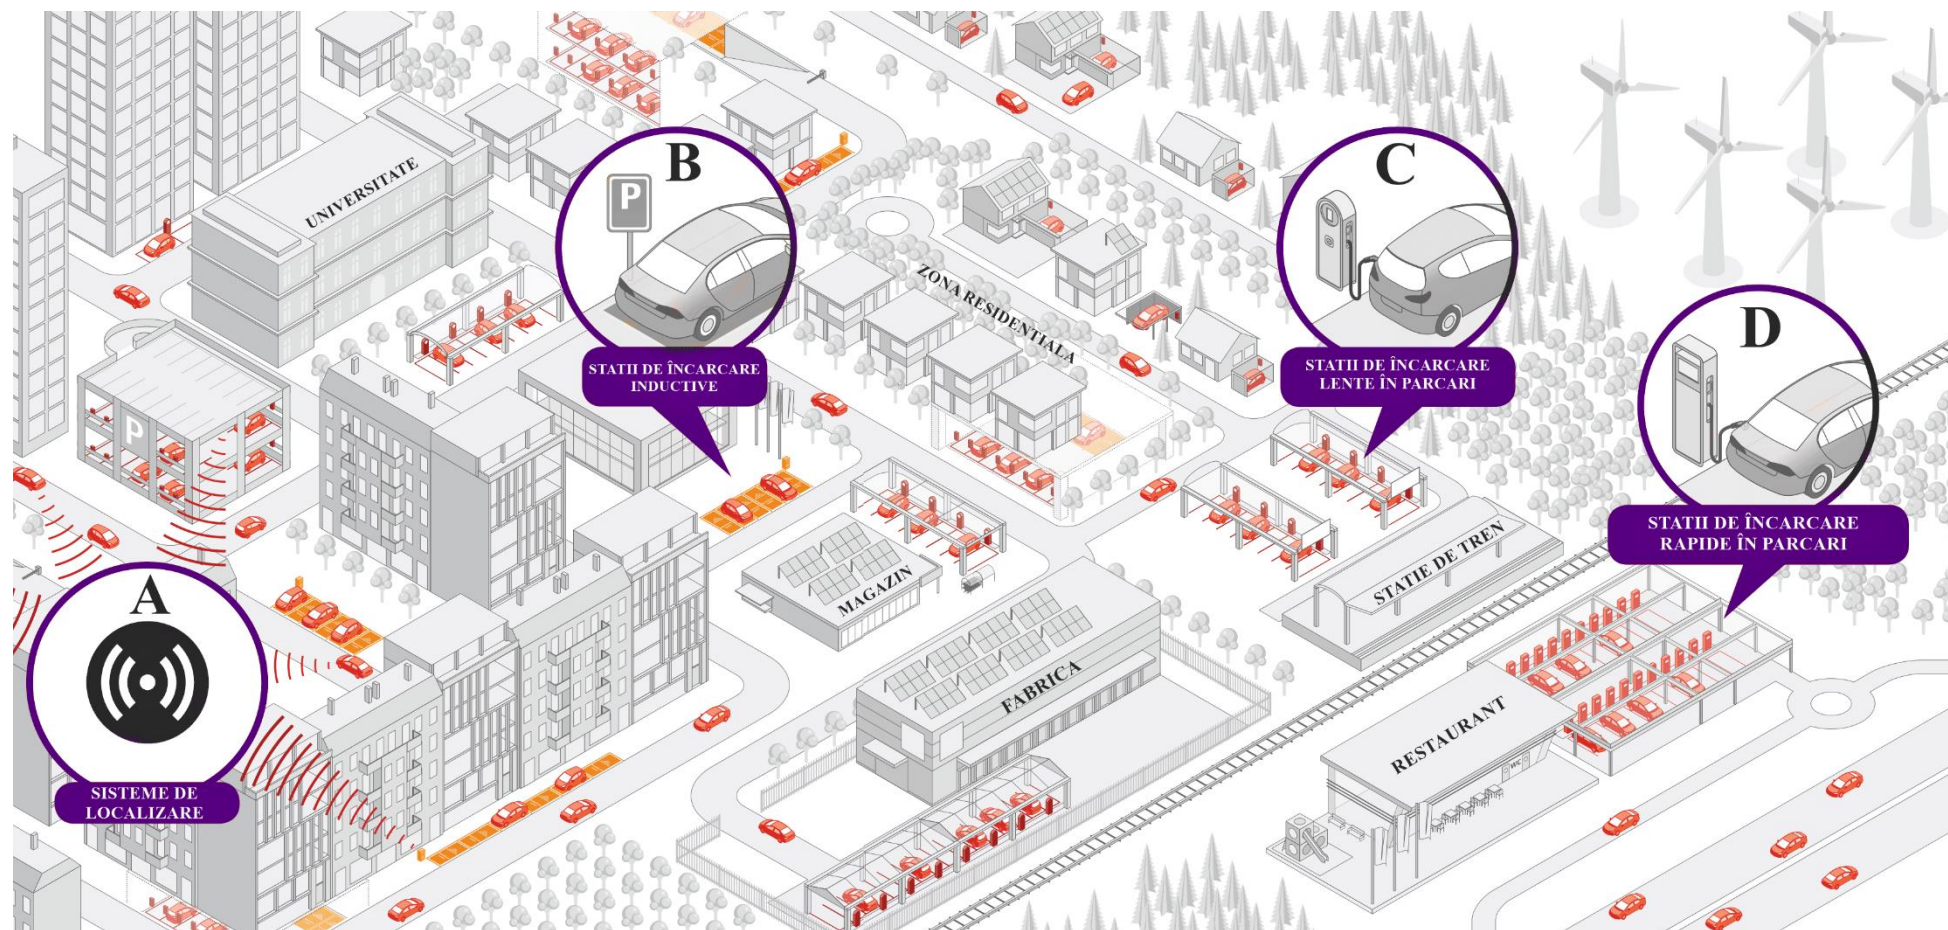 A
SISTEME DE
LOCALIZARE
B
P
STATII DE ÎNCARCARE
INDUCTIVE
C
STATII DE ÎNCARCARE
LENTE ÎN PARCARI
D
STATII DE ÎNCARCARE
RAPIDE ÎN PARCARI
UNIVERSITATE
ZONA RESIDENTIALA
P
MAGAZIN
STATIE DE TREN
FABRICA
RESTAURANT
WC